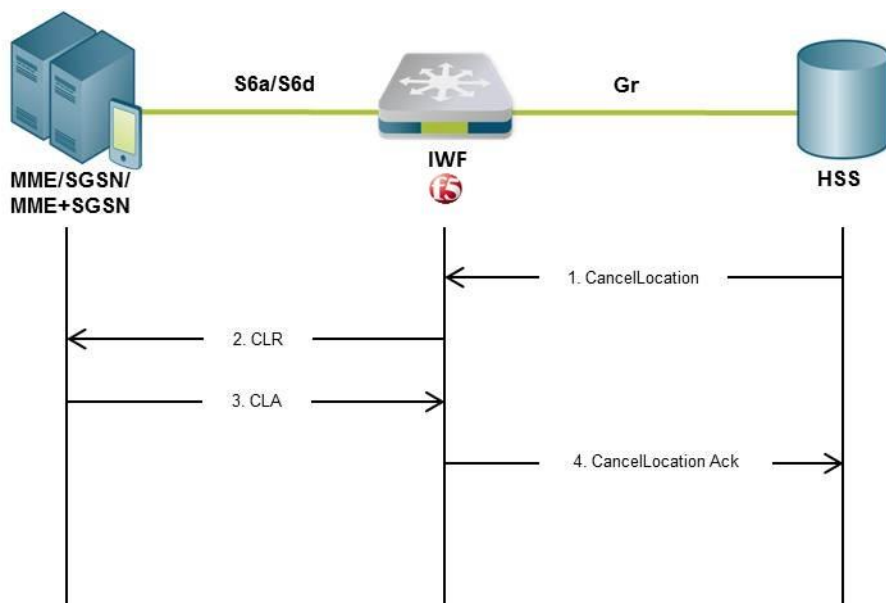 S6a/S6d
Gr
MME/SGSN/
MME+SGSN
IWF
f5
HSS
1. CancelLocation
2. CLR
3. CLA
4. CancelLocation Ack